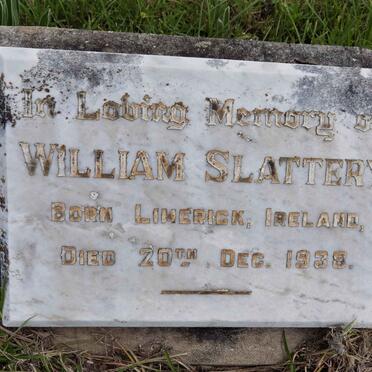 In Loving Memory o
WILLIAM SLATTERY
BORN LIMERICK, IRELAND,
DIED 20TH DEC. 1938.